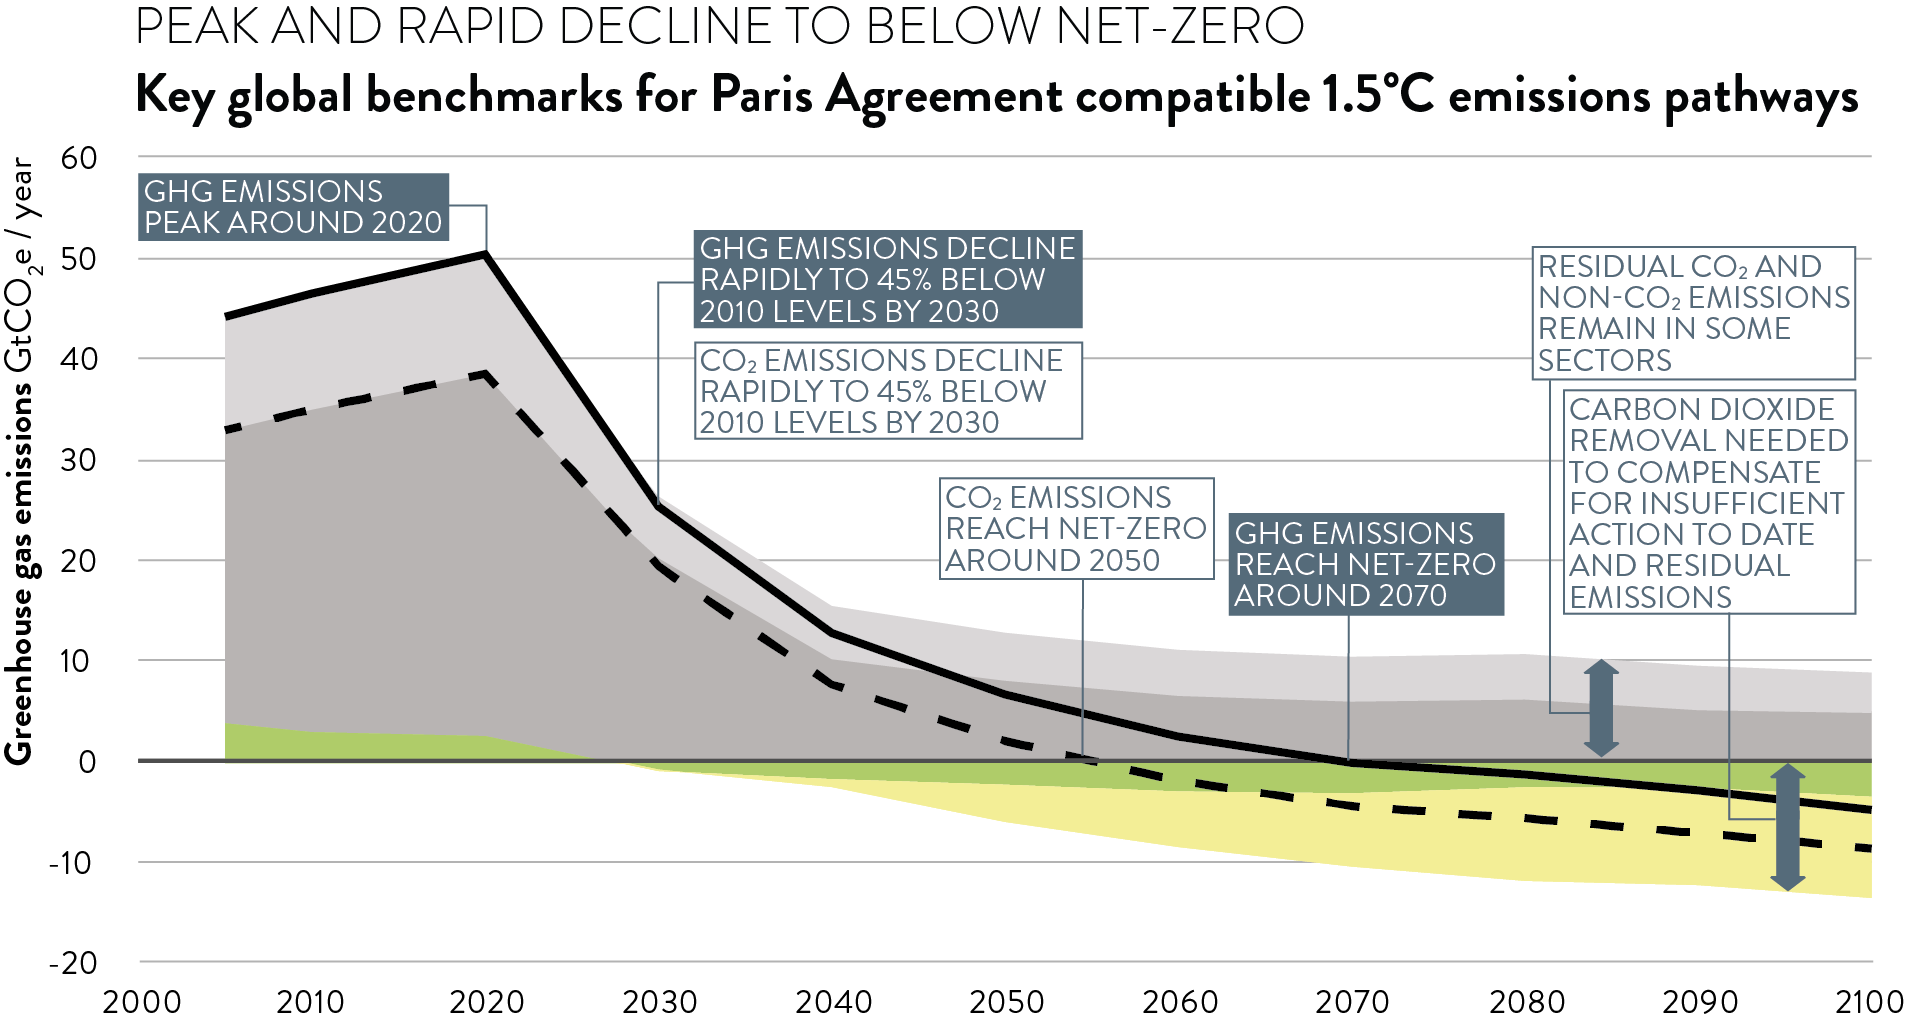 PEAK AND RAPID DECLINE TO BELOW NET-ZERO
Key global benchmarks for Paris Agreement compatible 1.5°C emissions pathways
Greenhouse gas emissions GtCO₂e / year
60
50
40
30
20
10
0
-10
-20
GHG EMISSIONS
PEAK AROUND 2020
GHG EMISSIONS DECLINE
RAPIDLY TO 45% BELOW
2010 LEVELS BY 2030
CO₂ EMISSIONS DECLINE
RAPIDLY TO 45% BELOW
2010 LEVELS BY 2030
CO₂ EMISSIONS
REACH NET-ZERO
AROUND 2050
GHG EMISSIONS
REACH NET-ZERO
AROUND 2070
RESIDUAL CO₂ AND
NON-CO₂ EMISSIONS
REMAIN IN SOME
SECTORS
CARBON DIOXIDE
REMOVAL NEEDED
TO COMPENSATE
FOR INSUFFICIENT
ACTION TO DATE
AND RESIDUAL
EMISSIONS
2000 2010 2020 2030 2040 2050 2060 2070 2080 2090 2100